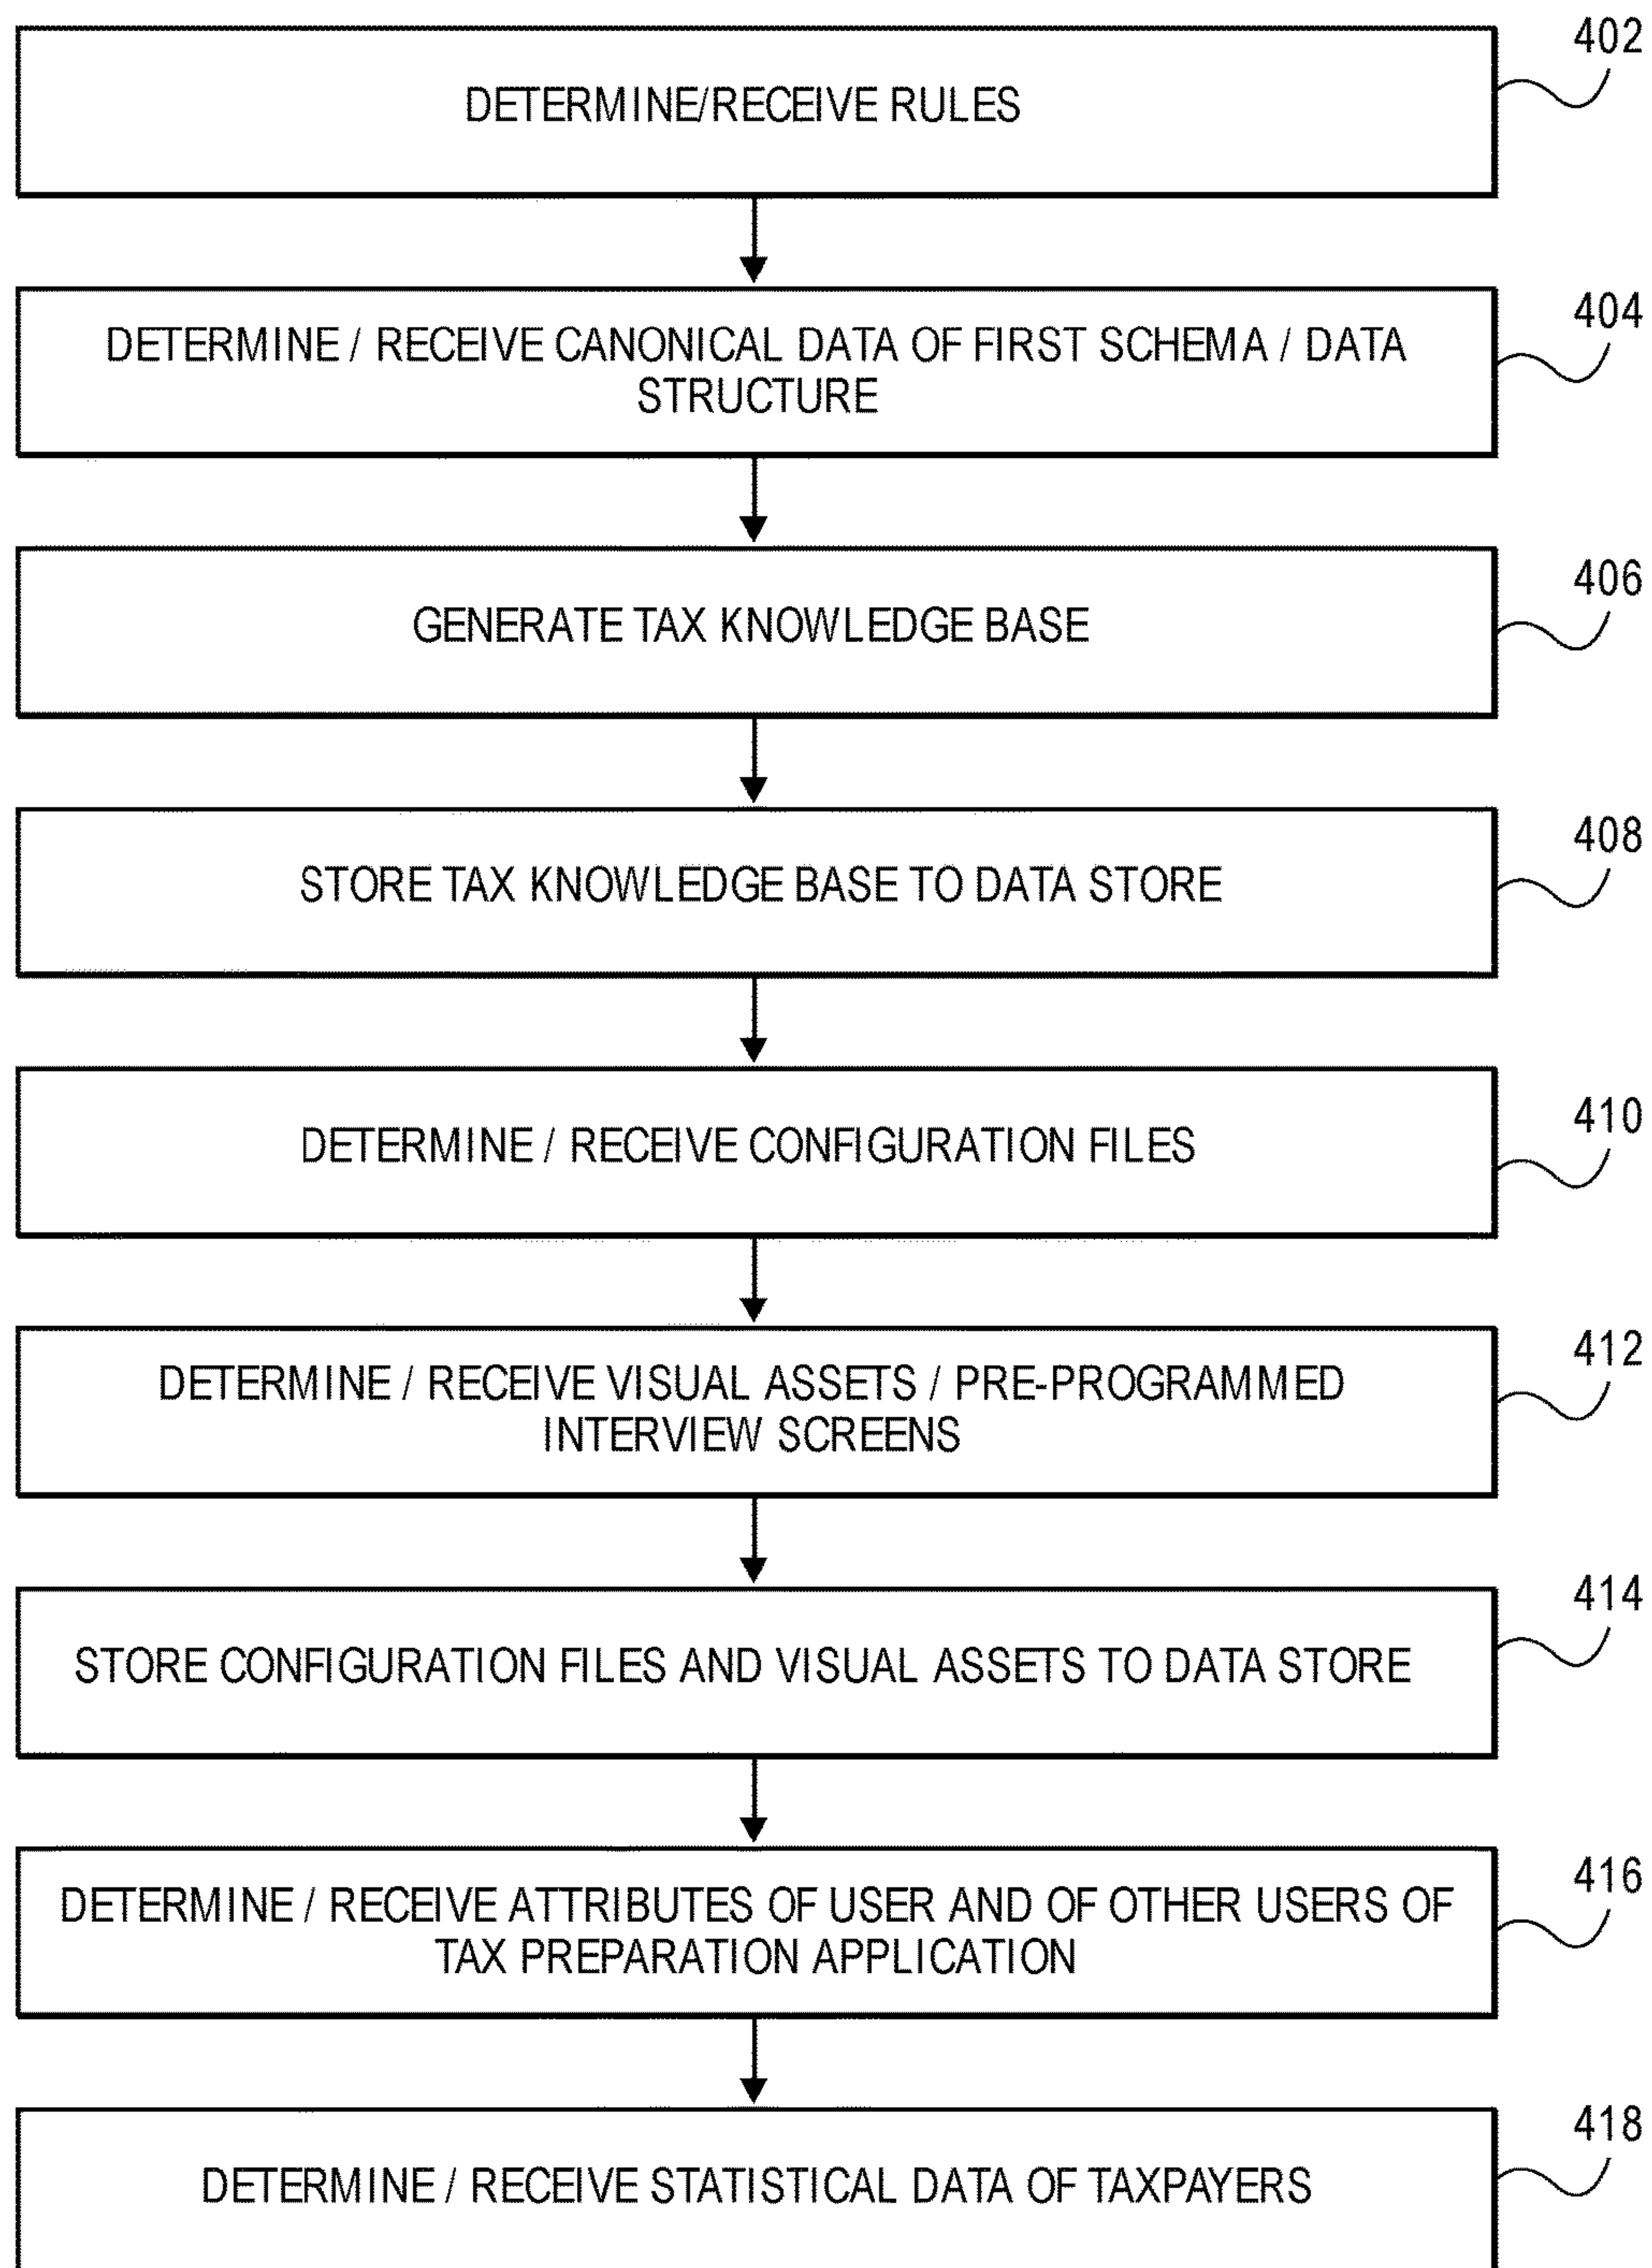 402
DETERMINE/RECEIVE RULES
404
DETERMINE / RECEIVE CANONICAL DATA OF FIRST SCHEMA / DATA
STRUCTURE
406
GENERATE TAX KNOWLEDGE BASE
408
STORE TAX KNOWLEDGE BASE TO DATA STORE
410
DETERMINE / RECEIVE CONFIGURATION FILES
412
DETERMINE / RECEIVE VISUAL ASSETS / PRE-PROGRAMMED
INTERVIEW SCREENS
414
STORE CONFIGURATION FILES AND VISUAL ASSETS TO DATA STORE
416
DETERMINE / RECEIVE ATTRIBUTES OF USER AND OF OTHER USERS OF
TAX PREPARATION APPLICATION
418
DETERMINE / RECEIVE STATISTICAL DATA OF TAXPAYERS